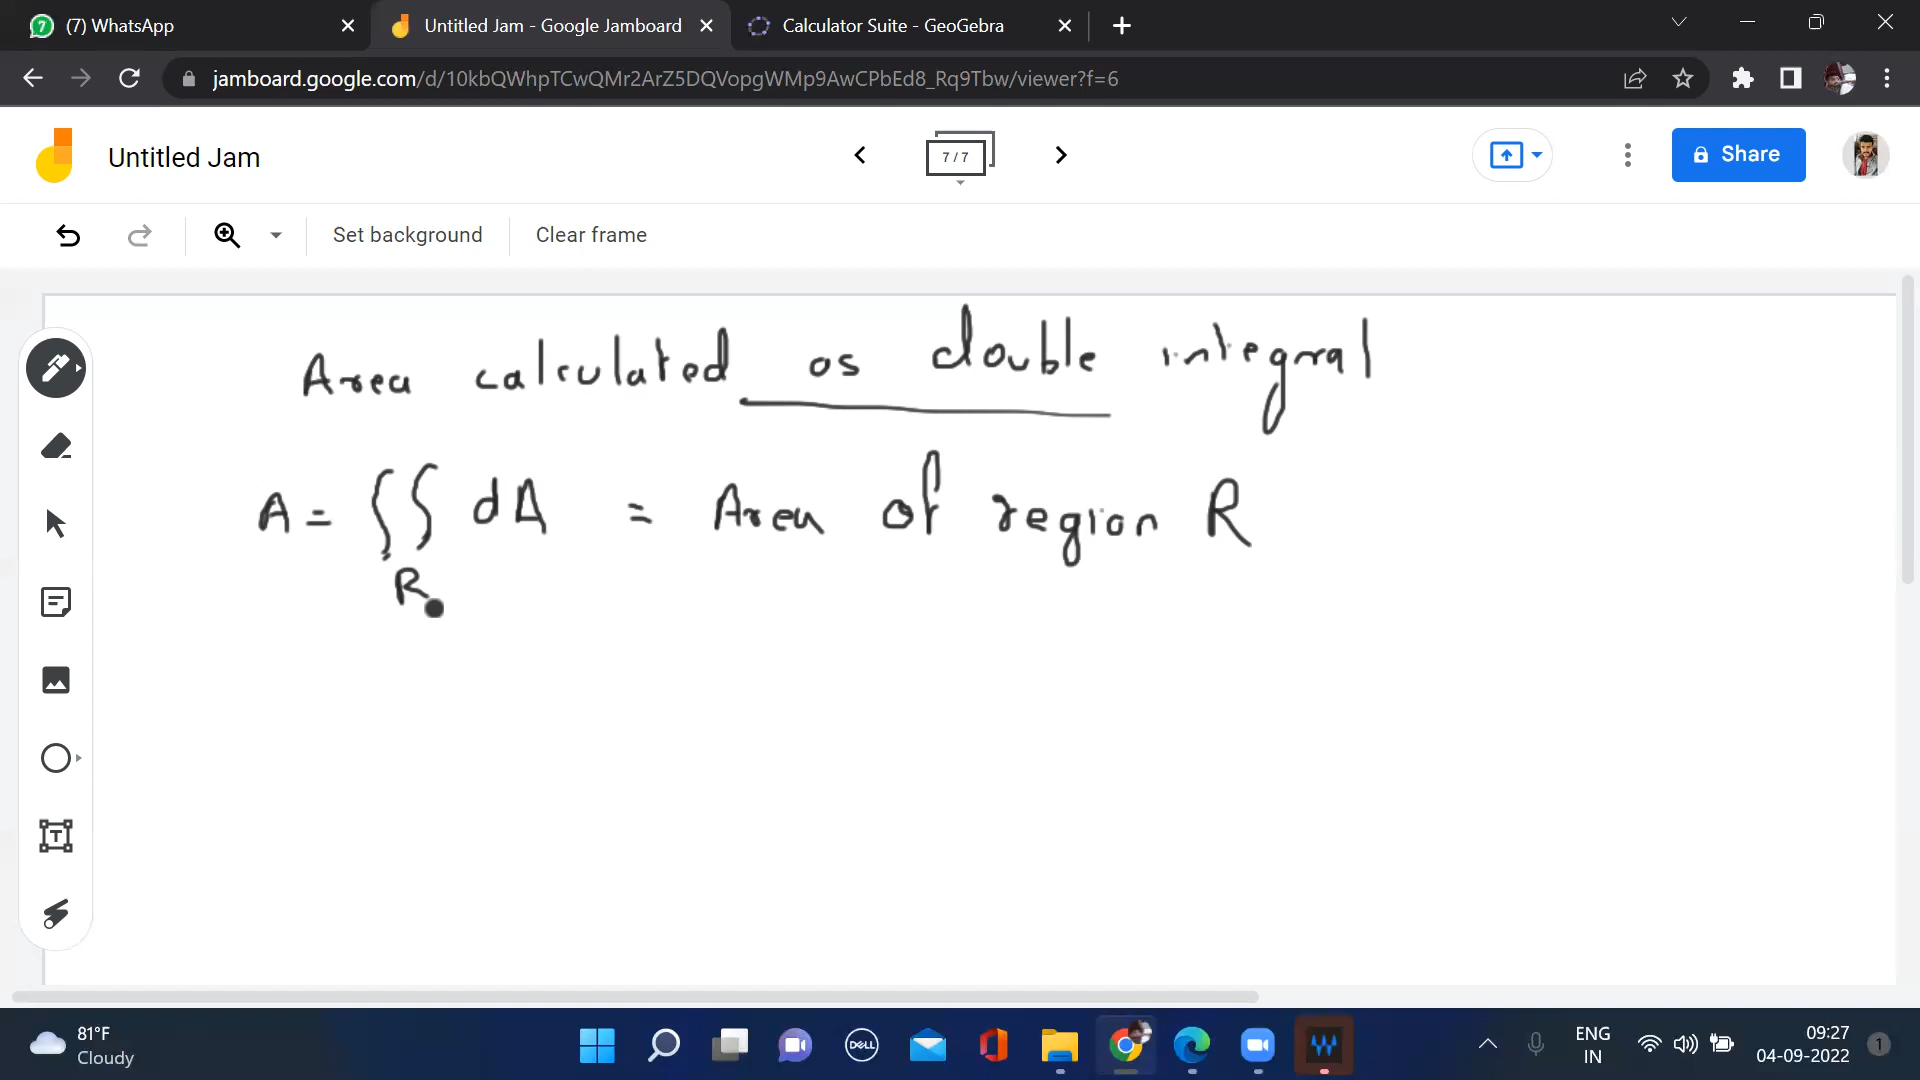 (7) WhatsApp
Untitled Jam - Google Jamboard
Calculator Suite - GeoGebra
jamboard.google.com/d/10kbQWhpTCwQMr2ArZ5DQVopgWMp9AwCPbEd8_Rq9Tbw/viewer?f=6
Untitled Jam
7 / 7
Share
Set background
Clear frame
Area calculated as double integral
A = ∫∫ dA = Area of region R
R
81°F
Cloudy
DELL
ENG
IN
09:27
04-09-2022
1